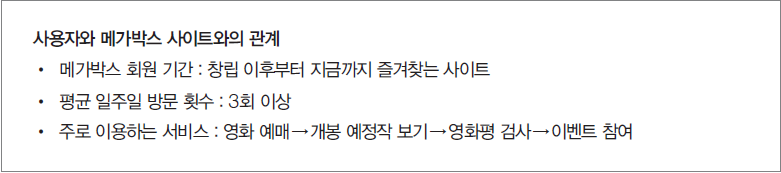 사용자와 메가박스 사이트와의 관계
• 메가박스 회원 기간 : 창립 이후부터 지금까지 즐겨찾는 사이트
• 평균 일주일 방문 횟수 : 3회 이상
• 주로 이용하는 서비스 : 영화 예매→개봉 예정작 보기→영화평 검사→이벤트 참여